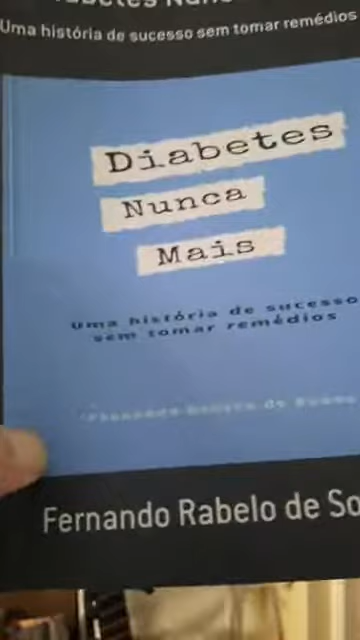 Uma história de sucesso sem tomar remédios
Diabetes
Nunca
Mais
uma história de sucesso
sem tomar remédios
Fernando Rabelo de So